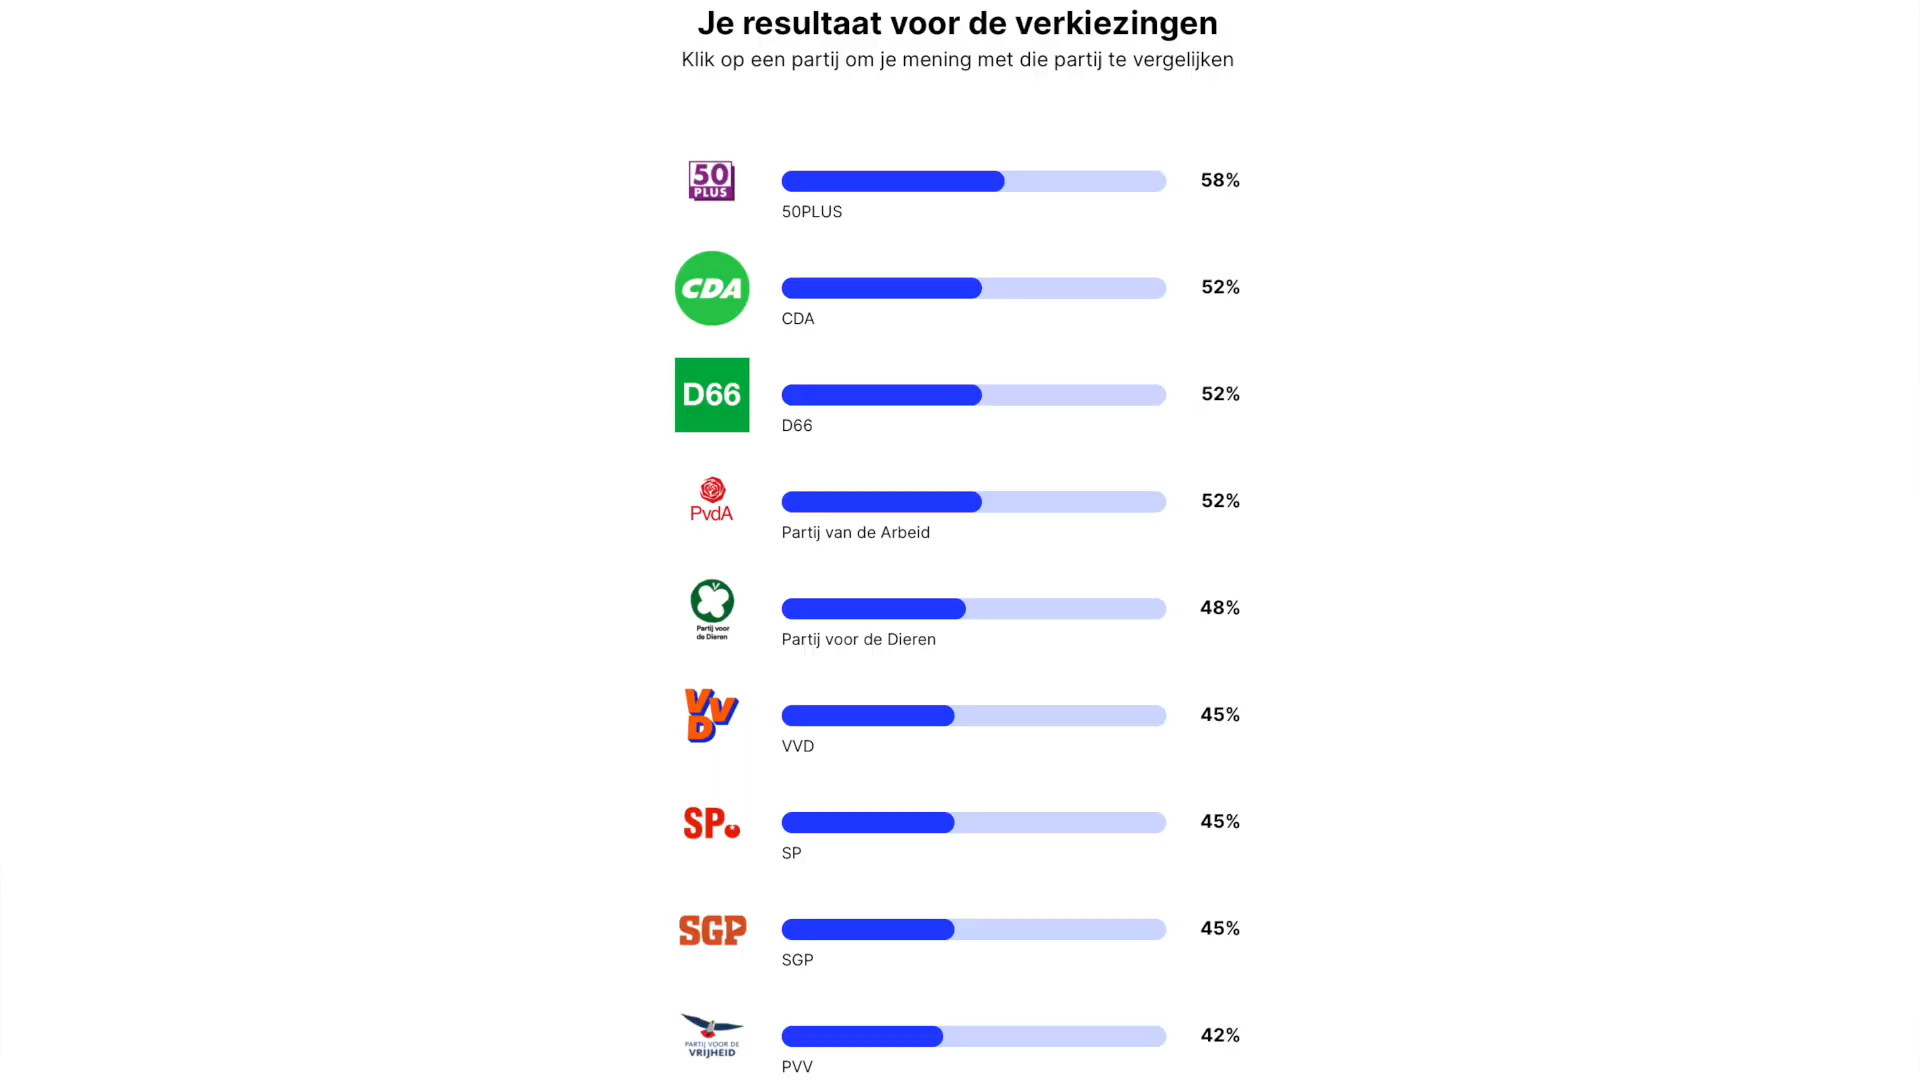 Je resultaat voor de verkiezingen
Klik op een partij om je mening met die partij te vergelijken
50
PLUS
58%
50PLUS
CDA
52%
CDA
D66
52%
D66
PvdA
52%
Partij van de Arbeid
Partij voor
de Dieren
48%
Partij voor de Dieren
VVD
45%
VVD
SP.
45%
SP
SGP
45%
SGP
PARTIJ VOOR DE
VRIJHEID
42%
PVV